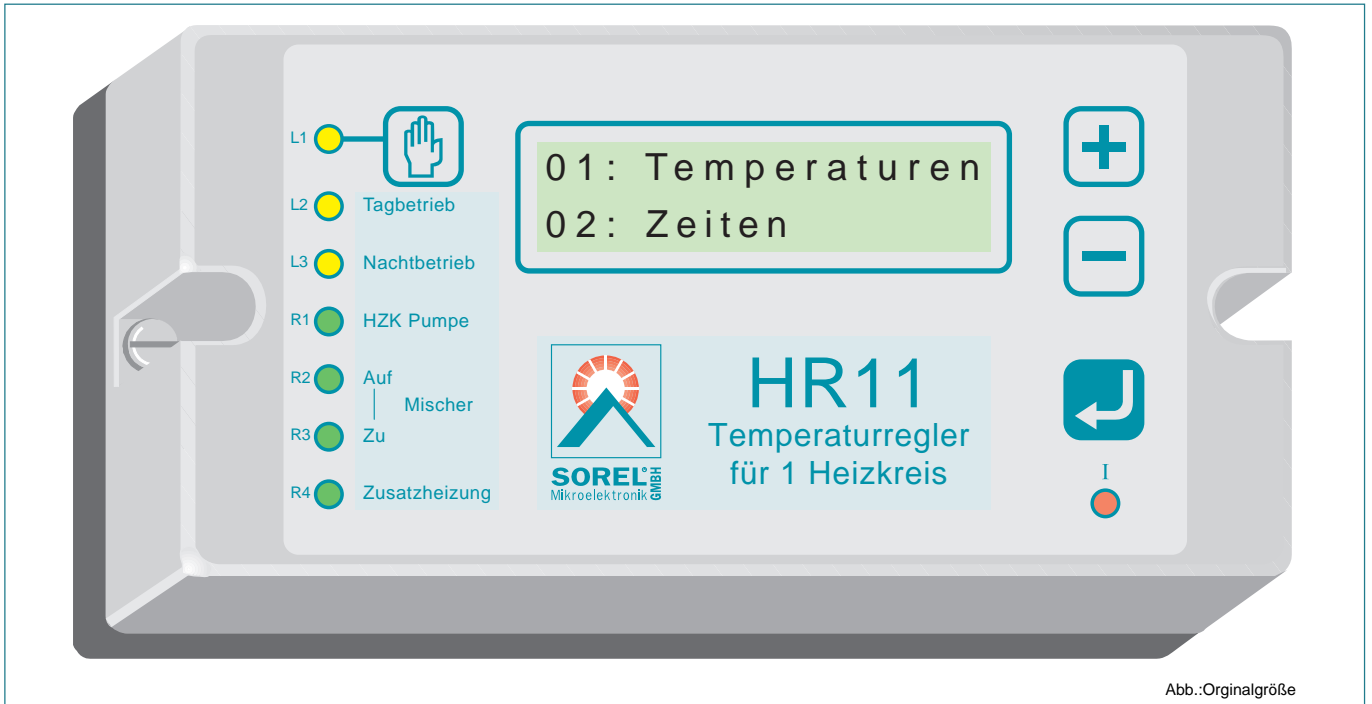 L1
L2 Tagbetrieb
L3 Nachtbetrieb
R1 HZK Pumpe
R2 Auf
Mischer
R3 Zu
R4 Zusatzheizung
01: Temperaturen
02: Zeiten
SOREL®
Mikroelektronik GMBH
HR11
Temperaturregler
für 1 Heizkreis
I
Abb.:Orginalgröße